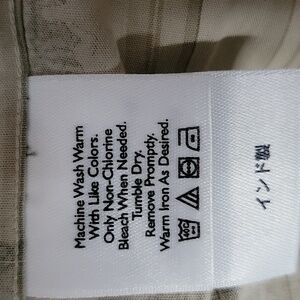 Machine Wash Warm
With Like Colors.
Only Non-Chlorine
Bleach When Needed.
Tumble Dry.
Remove Promptly.
Warm Iron As Desired.
インド製